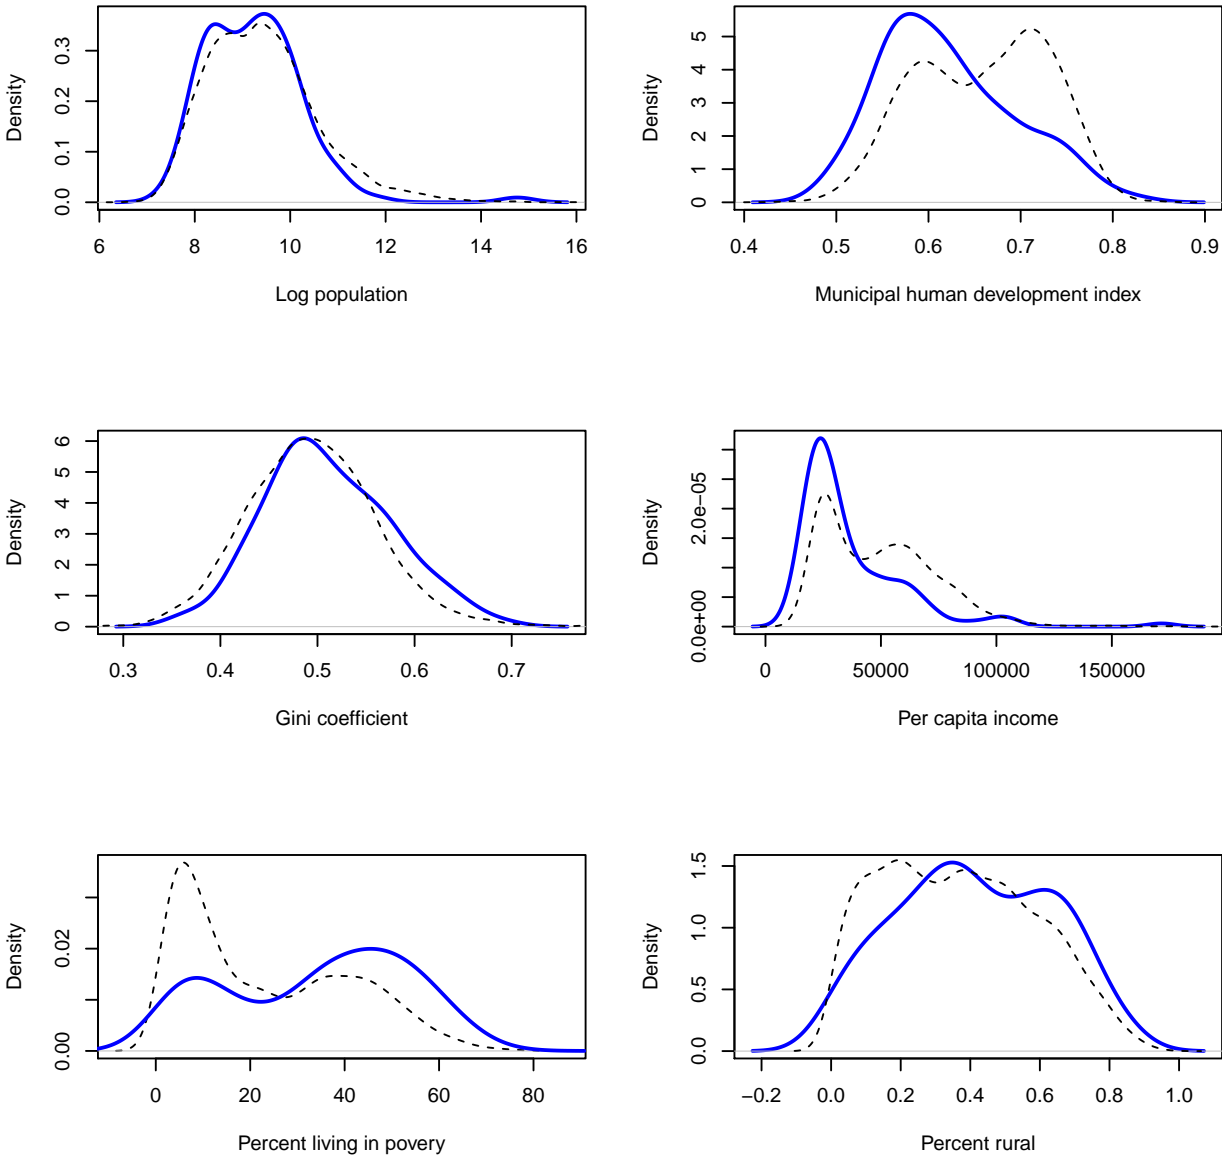 Density
0.0 0.1 0.2 0.3
6 8 10 12 14 16
Log population
Density
0 1 2 3 4 5
0.4 0.5 0.6 0.7 0.8 0.9
Municipal human development index
Density
0 1 2 3 4 5 6
0.3 0.4 0.5 0.6 0.7
Gini coefficient
Density
0.0e+00 2.0e−05
0 50000 100000 150000
Per capita income
Density
0.00 0.02
0 20 40 60 80
Percent living in povery
Density
0.0 0.5 1.0 1.5
−0.2 0.0 0.2 0.4 0.6 0.8 1.0
Percent rural